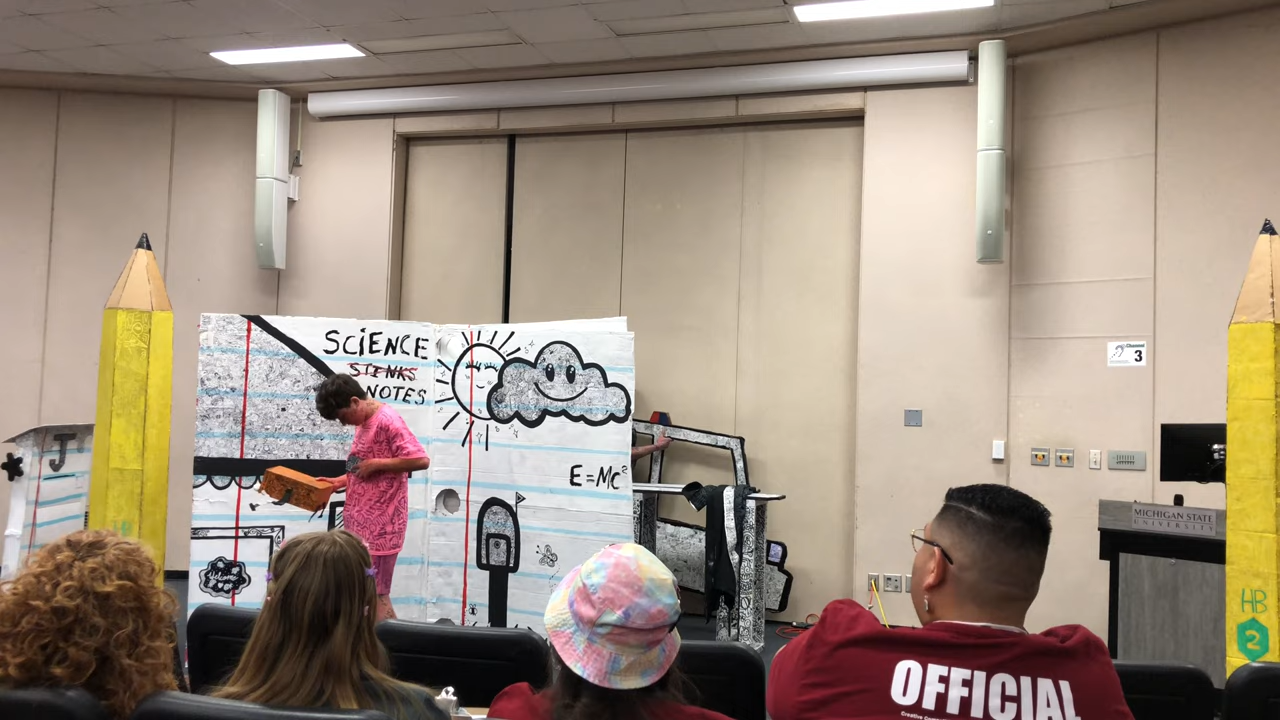 SCiENCE
STINKS
NOTES
E=Mc²
J
Welcome
Channel
3
MICHIGAN STATE
UNIVERSITY
HB
2
OFFICIAL